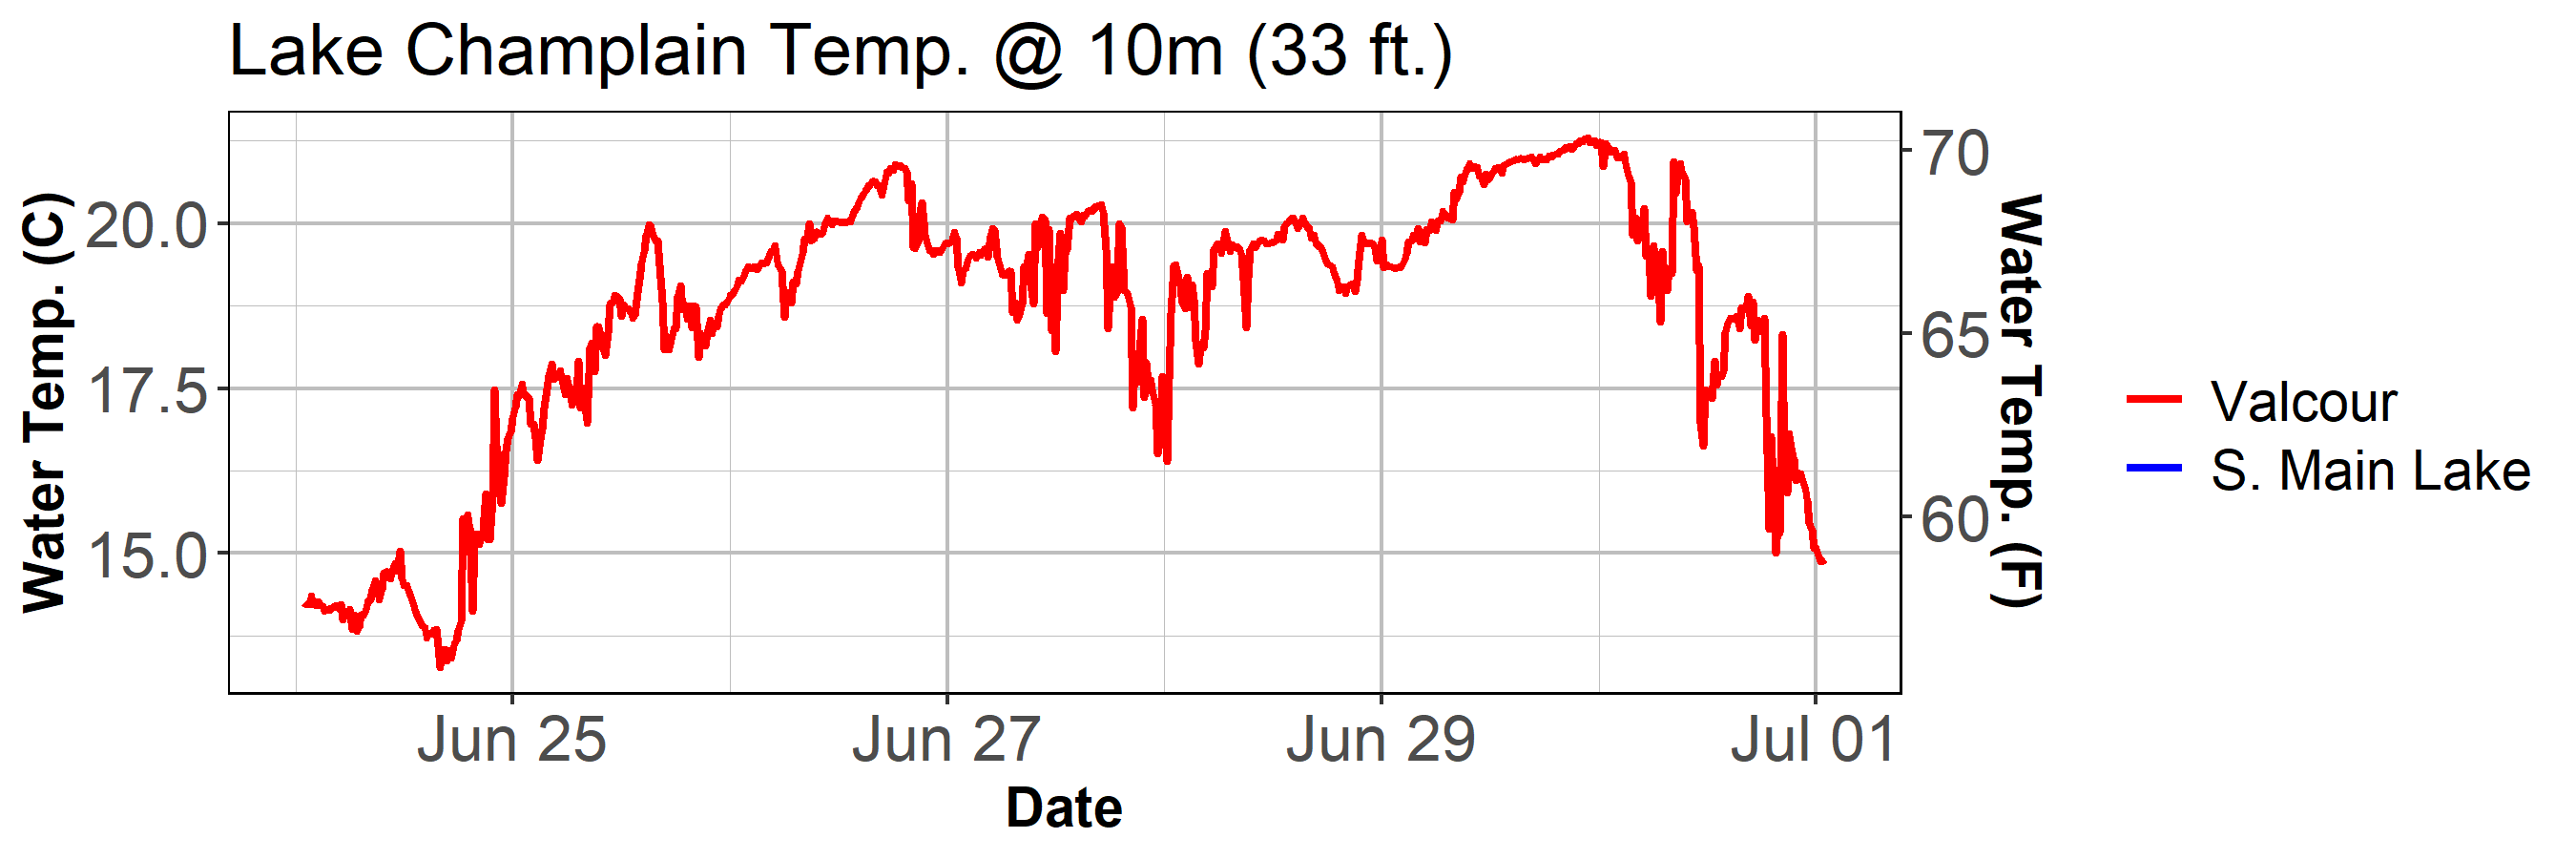 Lake Champlain Temp. @ 10m (33 ft.)
Water Temp. (C)
20.0
17.5
15.0
70
65
60
Water Temp. (F)
Jun 25
Jun 27
Jun 29
Jul 01
Date
Valcour
S. Main Lake